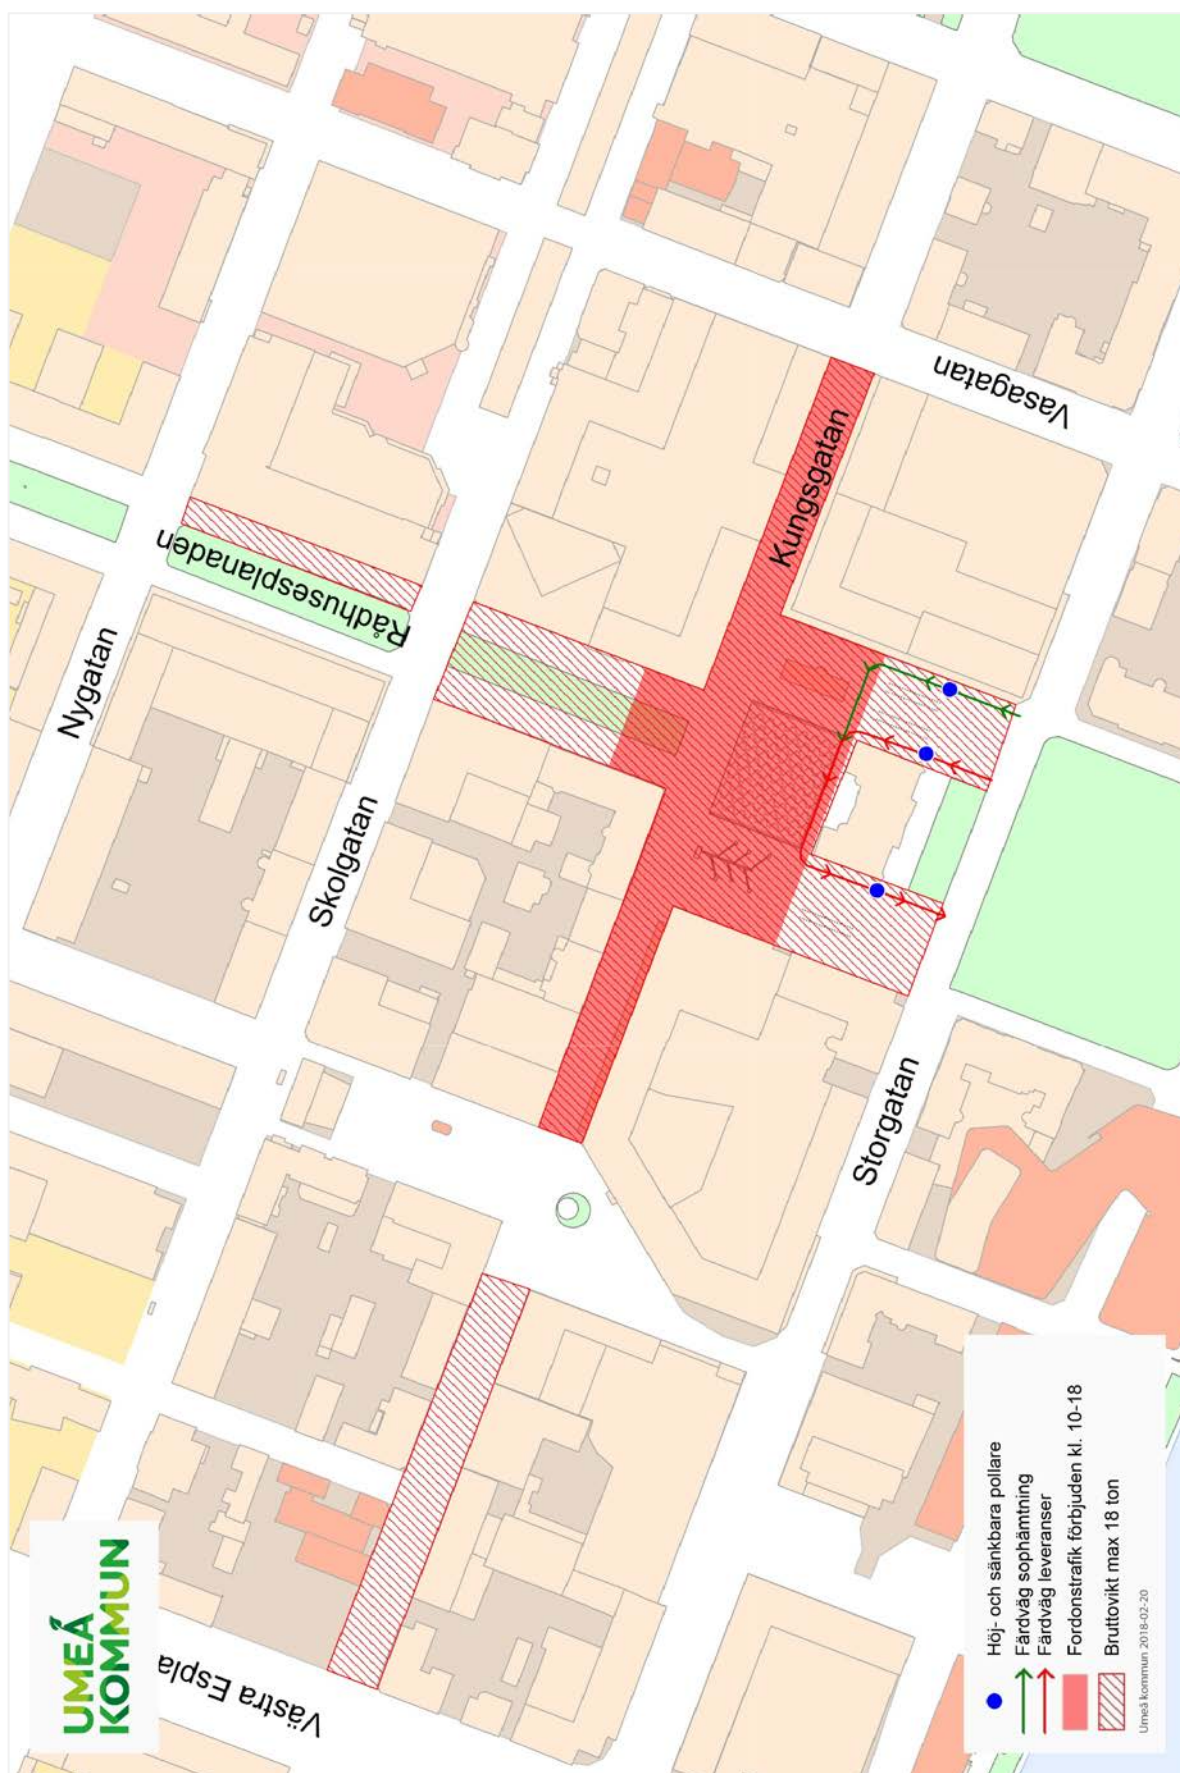 UMEÅ
KOMMUN
Västra Espla
Nygatan
Skolgatan
Rådhusesplanaden
Kungsgatan
Vasagatan
Storgatan
Höj- och sänkbara pollare
Färdväg sophämtning
Färdväg leveranser
Fordonstrafik förbjuden kl. 10-18
Bruttovikt max 18 ton
Umeå kommun 2018-02-20